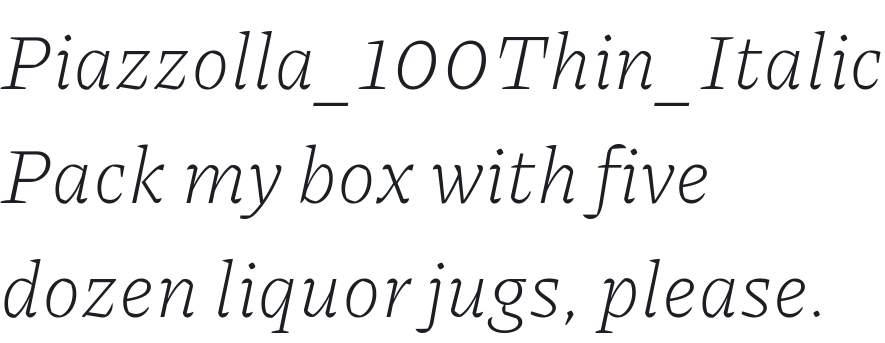 Piazzolla_100Thin_Italic
Pack my box with five
dozen liquor jugs, please.